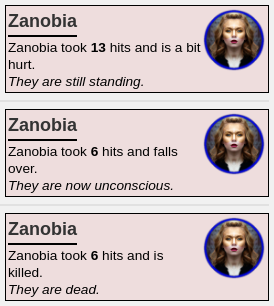 Zanobia
Zanobia took 13 hits and is a bit
hurt.
They are still standing.
Zanobia
Zanobia took 6 hits and falls
over.
They are now unconscious.
Zanobia
Zanobia took 6 hits and is
killed.
They are dead.